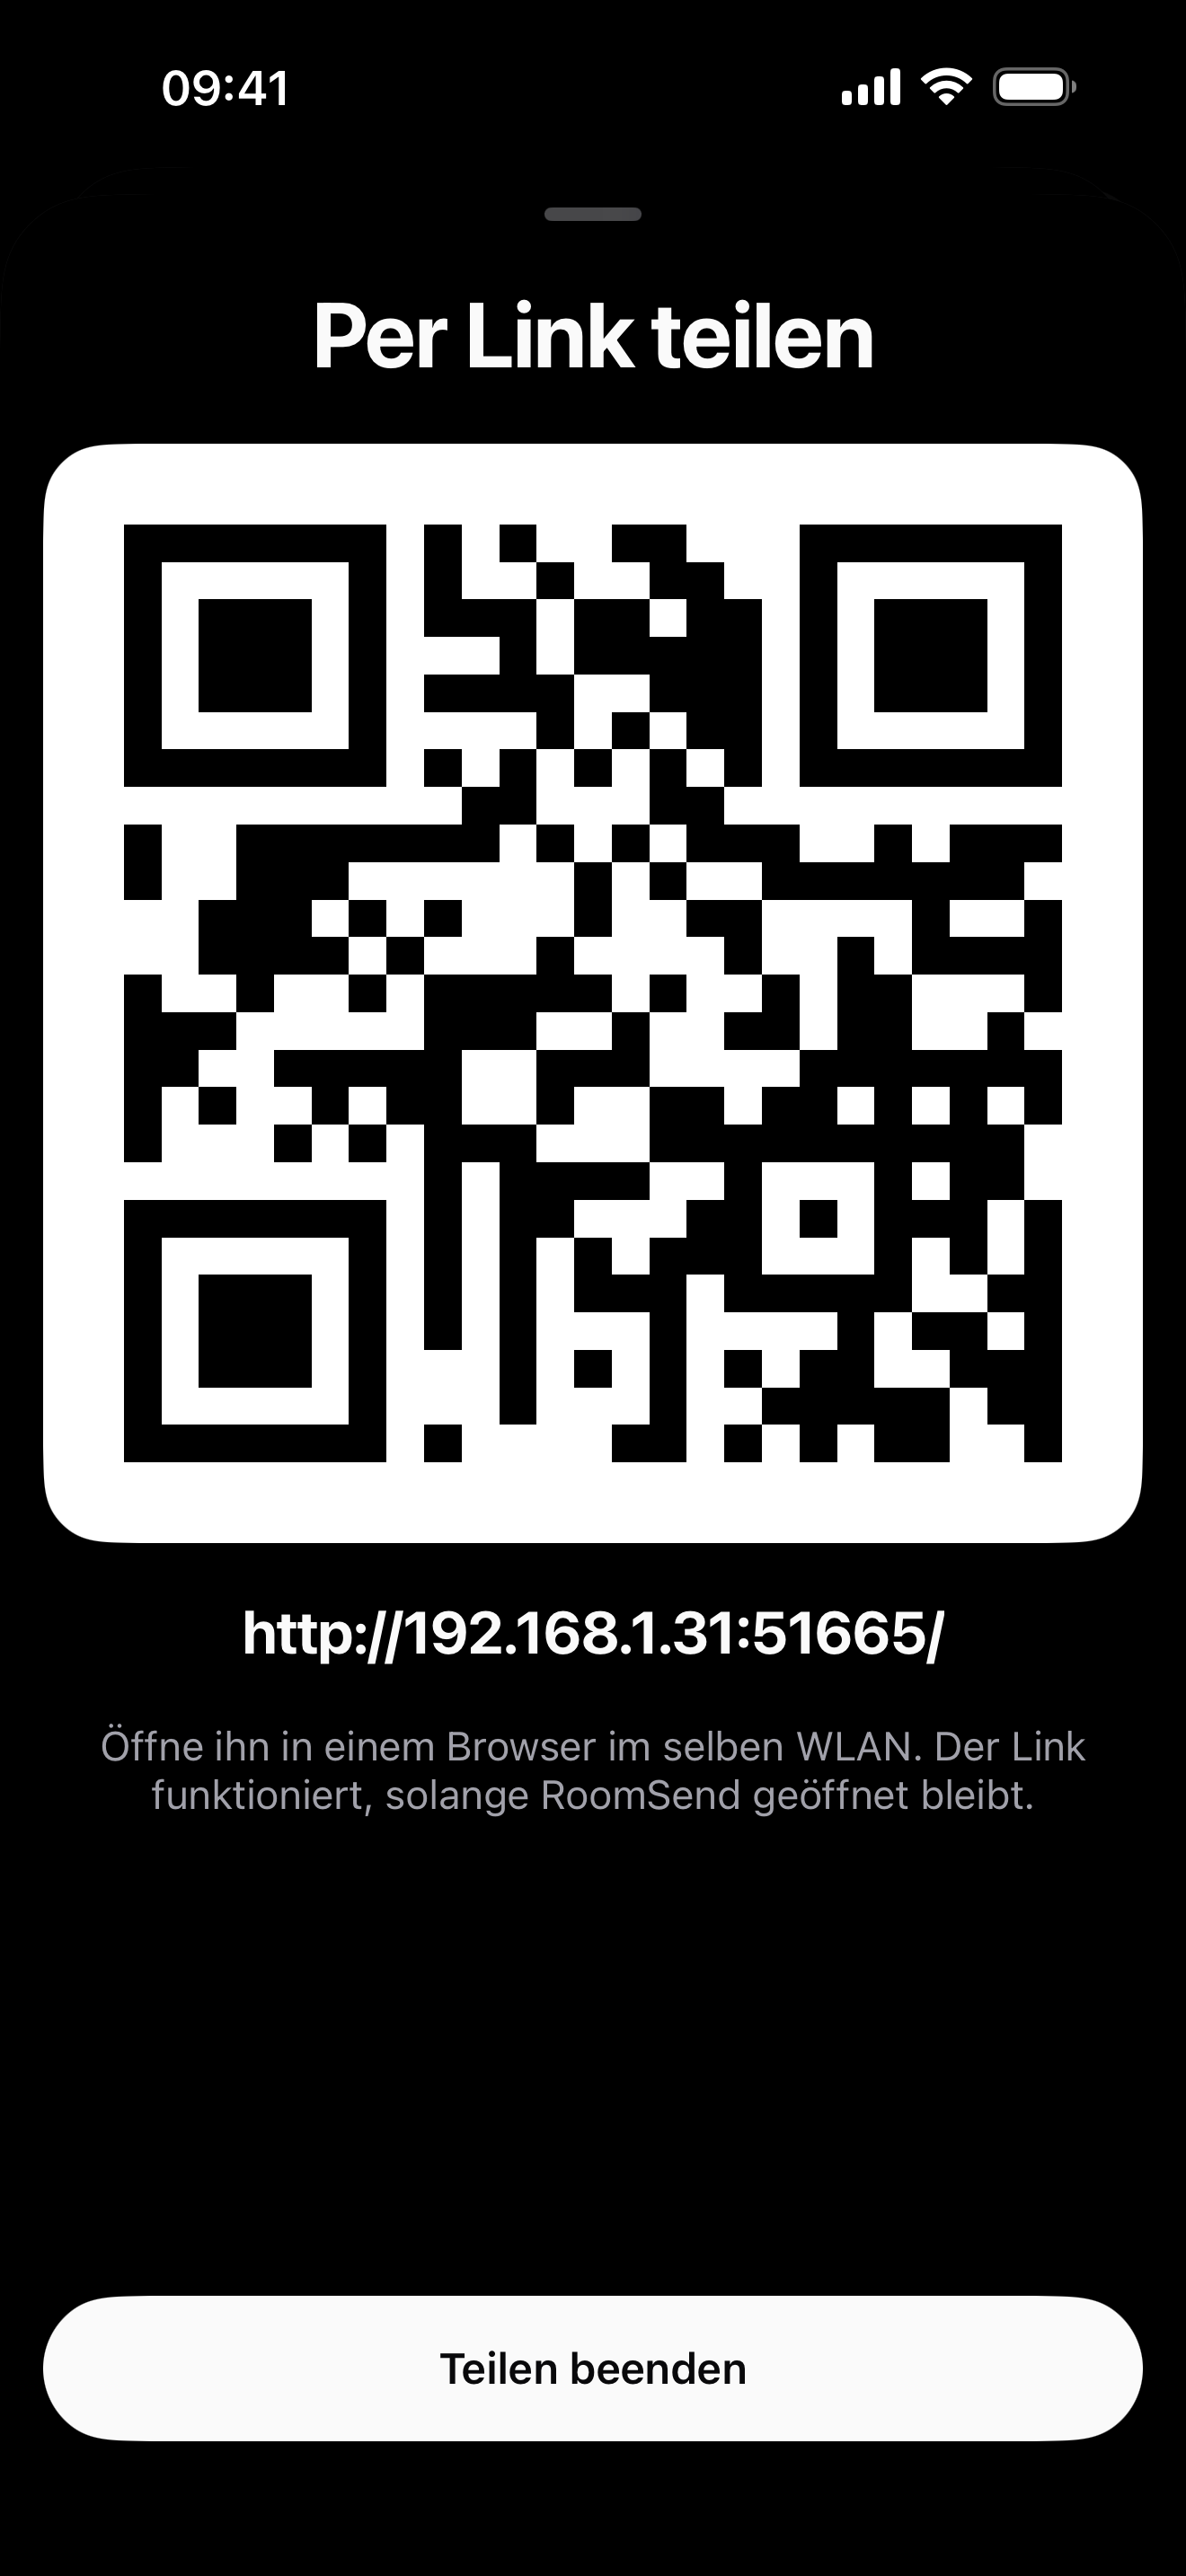 09:41
Per Link teilen
http://192.168.1.31:51665/
Öffne ihn in einem Browser im selben WLAN. Der Link
funktioniert, solange RoomSend geöffnet bleibt.
Teilen beenden